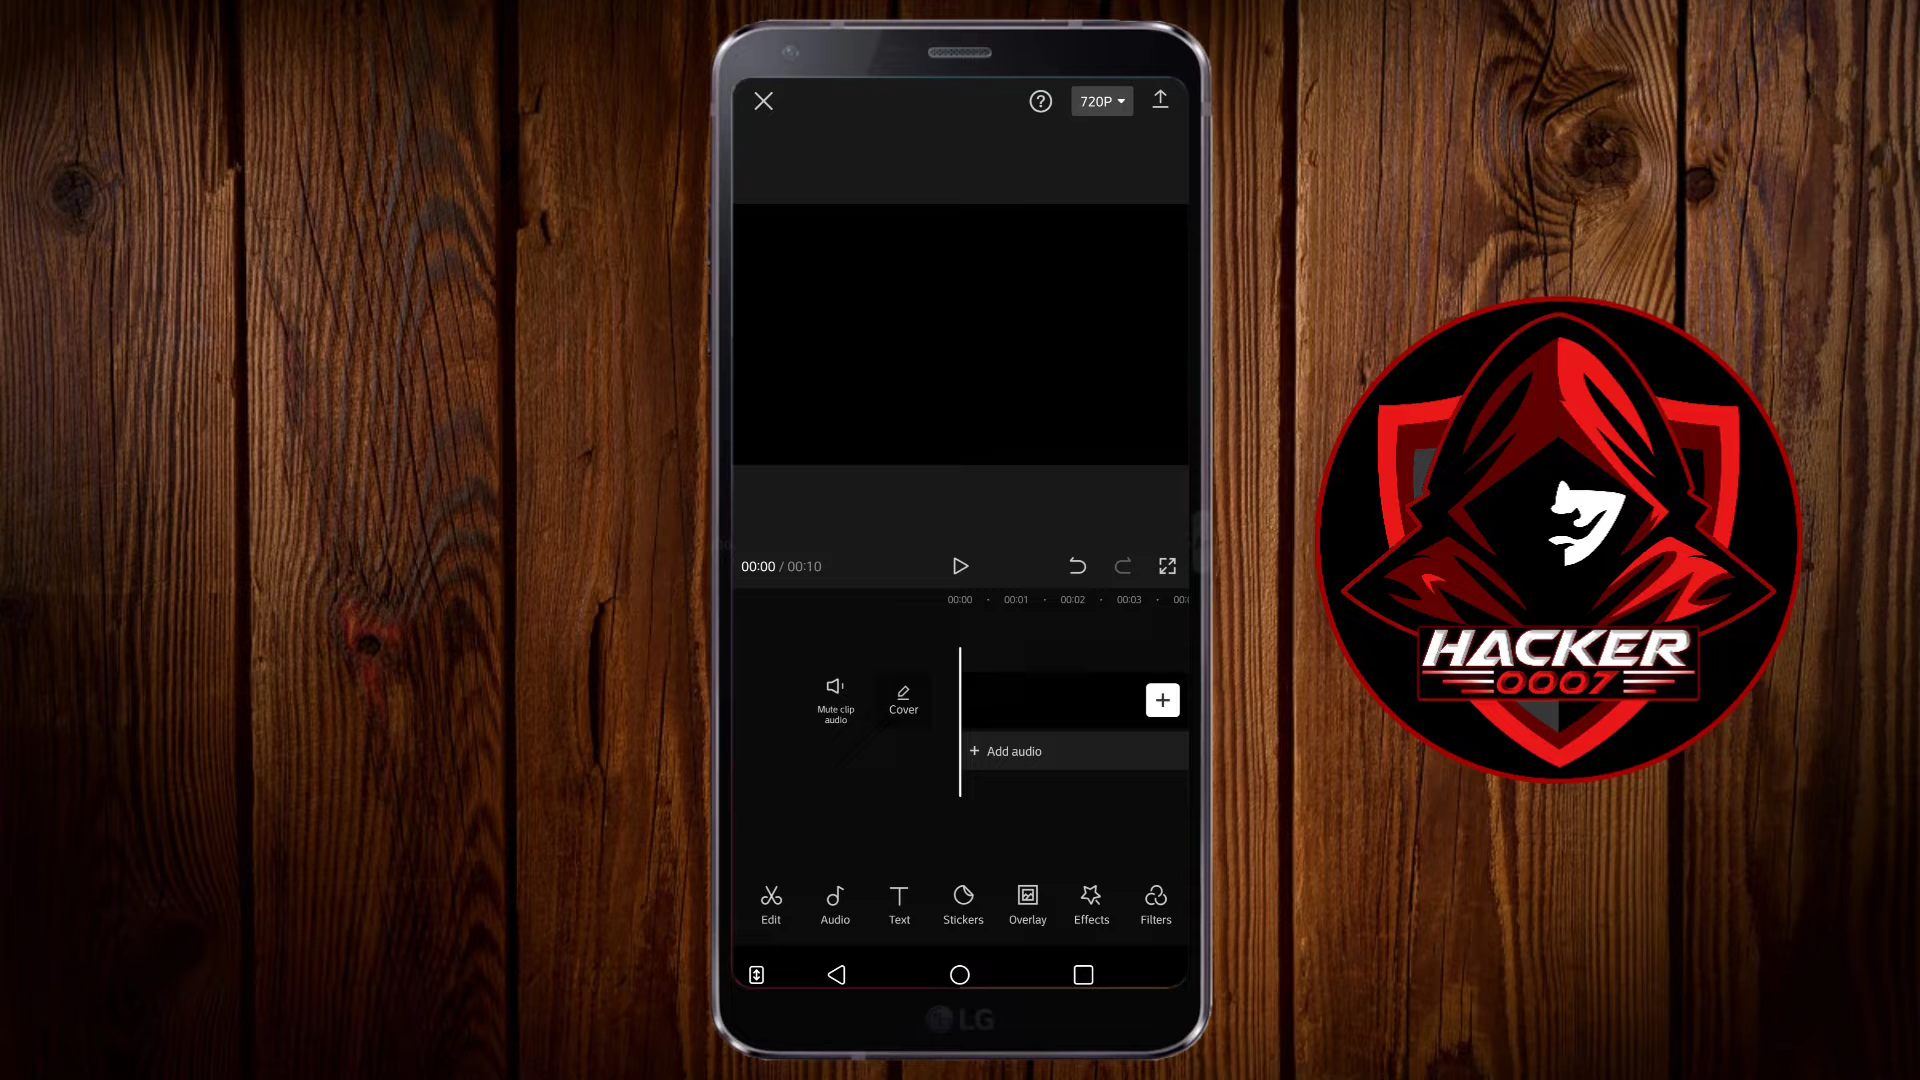 720P
00:00 / 00:10
00:00 00:01 00:02 00:03
Mute clip
audio
Cover
+ Add audio
Edit Audio Text Stickers Overlay Effects Filters
LG
HACKER
0007